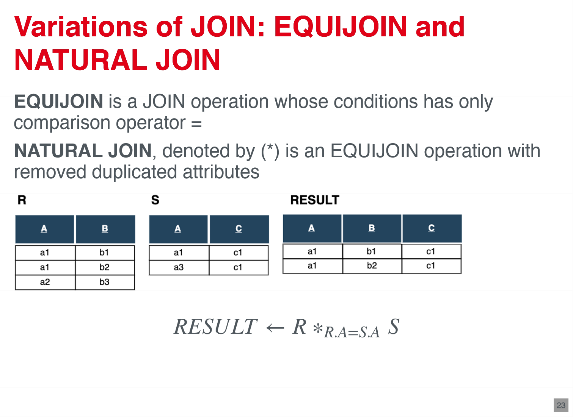 Variations of JOIN: EQUIJOIN and
NATURAL JOIN
EQUIJOIN is a JOIN operation whose conditions has only
comparison operator =
NATURAL JOIN, denoted by (*) is an EQUIJOIN operation with
removed duplicated attributes
R
A B
a1 b1
a1 b2
a2 b3
S
A C
a1 c1
a3 c1
RESULT
A B C
a1 b1 c1
a1 b2 c1
RESULT ← R *R.A=S.A S
23